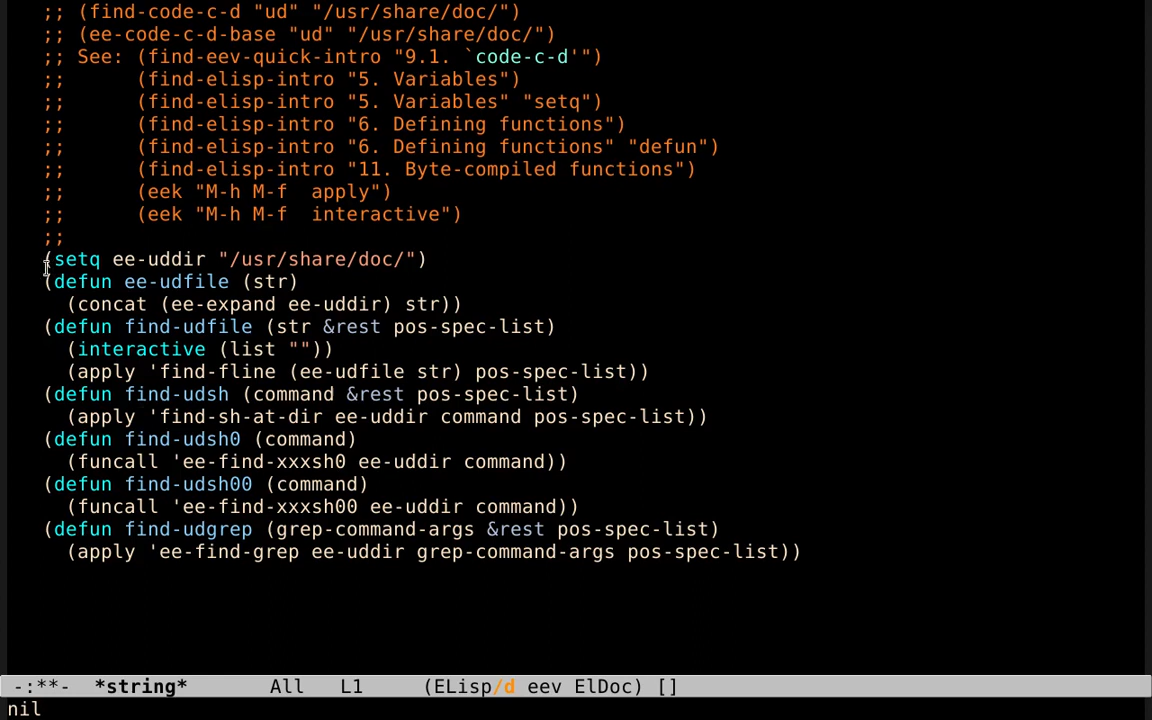 ;; (find-code-c-d "ud" "/usr/share/doc/")
;; (ee-code-c-d-base "ud" "/usr/share/doc/")
;; See: (find-eev-quick-intro "9.1. `code-c-d'")
;;      (find-elisp-intro "5. Variables")
;;      (find-elisp-intro "5. Variables" "setq")
;;      (find-elisp-intro "6. Defining functions")
;;      (find-elisp-intro "6. Defining functions" "defun")
;;      (find-elisp-intro "11. Byte-compiled functions")
;;      (eek "M-h M-f  apply")
;;      (eek "M-h M-f  interactive")
;;
(setq ee-uddir "/usr/share/doc/")
(defun ee-udfile (str)
  (concat (ee-expand ee-uddir) str))
(defun find-udfile (str &rest pos-spec-list)
  (interactive (list ""))
  (apply 'find-fline (ee-udfile str) pos-spec-list))
(defun find-udsh (command &rest pos-spec-list)
  (apply 'find-sh-at-dir ee-uddir command pos-spec-list))
(defun find-udsh0 (command)
  (funcall 'ee-find-xxxsh0 ee-uddir command))
(defun find-udsh00 (command)
  (funcall 'ee-find-xxxsh00 ee-uddir command))
(defun find-udgrep (grep-command-args &rest pos-spec-list)
  (apply 'ee-find-grep ee-uddir grep-command-args pos-spec-list))
-:**-  *string*       All   L1     (ELisp/d eev ElDoc) []
nil